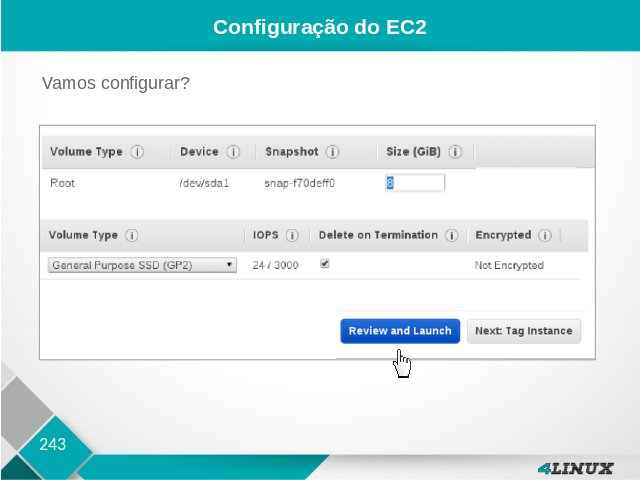 Configuração do EC2
Vamos configurar?
Volume Type Device Snapshot Size (GiB)
Root /dev/sda1 snap-f70deff0 8
Volume Type IOPS Delete on Termination Encrypted
General Purpose SSD (GP2) 24 / 3000 Not Encrypted
Review and Launch Next: Tag Instance
243
4LINUX